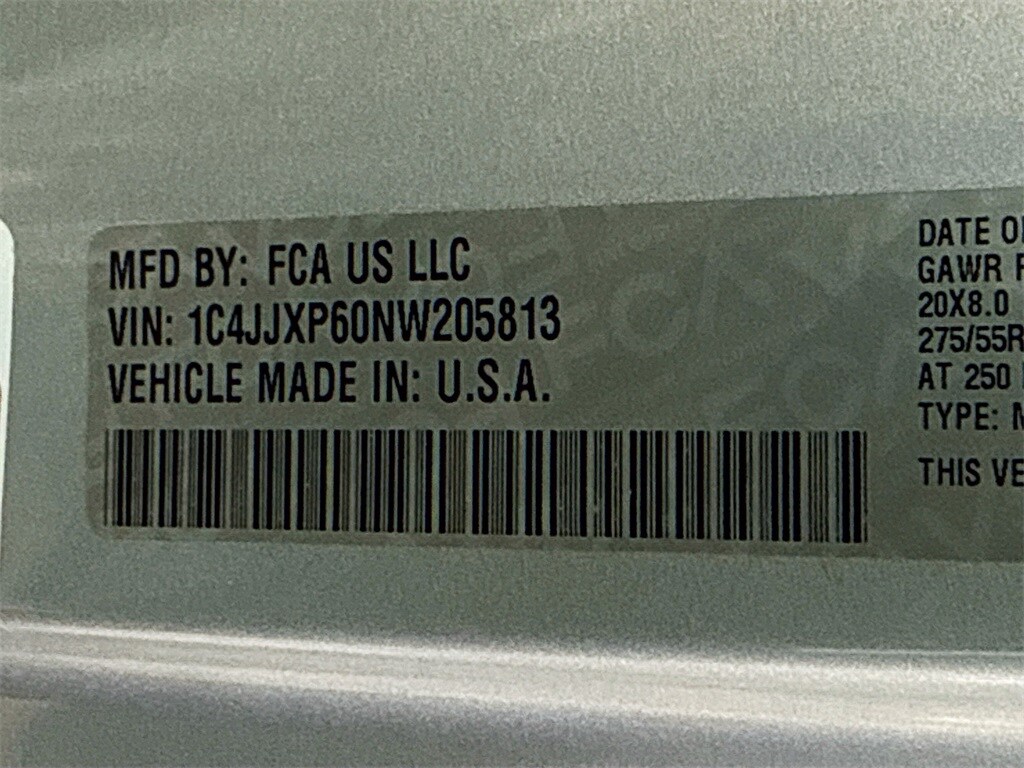 MFD BY: FCA US LLC
VIN: 1C4JJXP60NW205813
VEHICLE MADE IN: U.S.A.
DATE O
GAWR
20X8.0
275/55R
AT 250
TYPE:
THIS VE